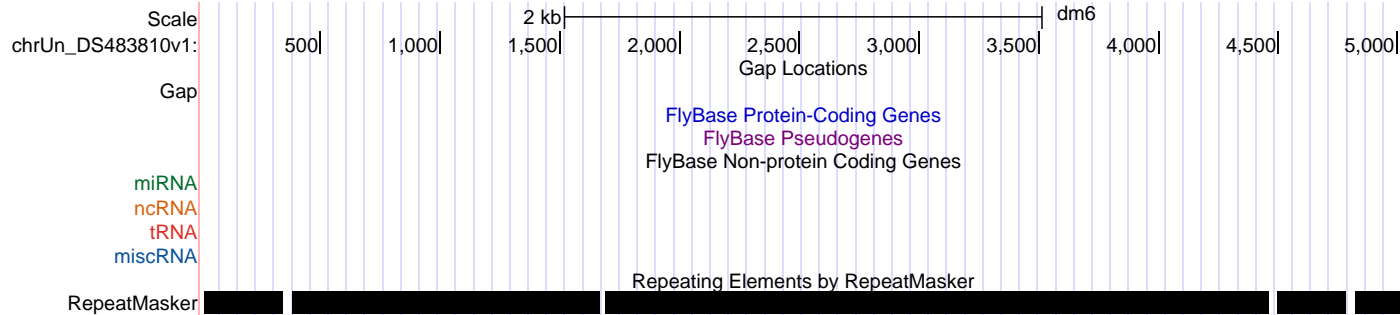 Scale 2 kb dm6
chrUn_DS483810v1: 500 1,000 1,500 2,000 2,500 3,000 3,500 4,000 4,500 5,000
Gap Locations
Gap
FlyBase Protein-Coding Genes
FlyBase Pseudogenes
FlyBase Non-protein Coding Genes
miRNA
ncRNA
tRNA
miscRNA
Repeating Elements by RepeatMasker
RepeatMasker